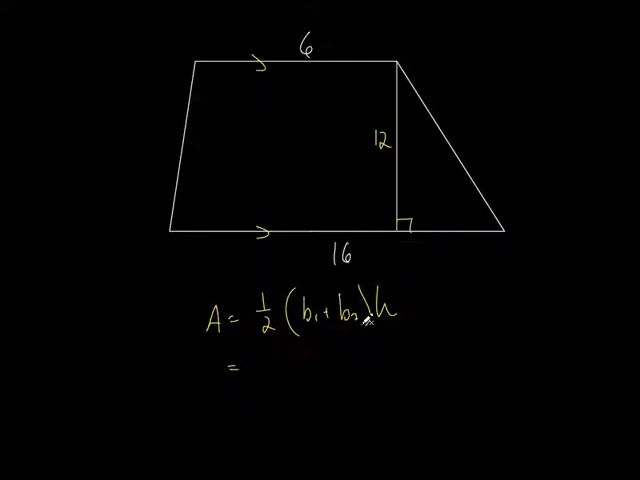 6
12
16
A = 1/2 (b₁ + b₂) h
=